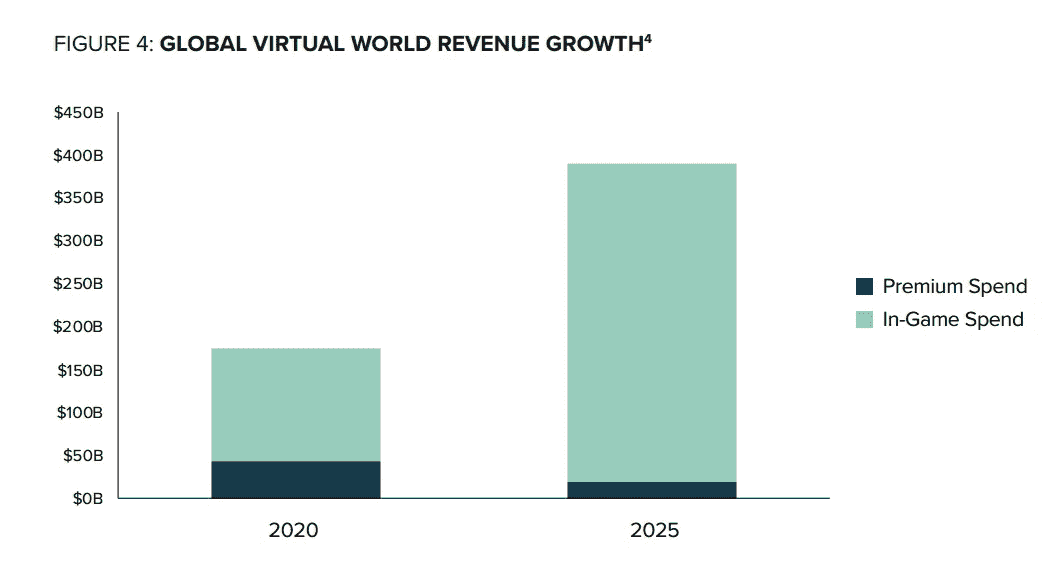 FIGURE 4: GLOBAL VIRTUAL WORLD REVENUE GROWTH⁴
$450B
$400B
$350B
$300B
$250B
$200B
$150B
$100B
$50B
$0B
2020 2025
Premium Spend
In-Game Spend